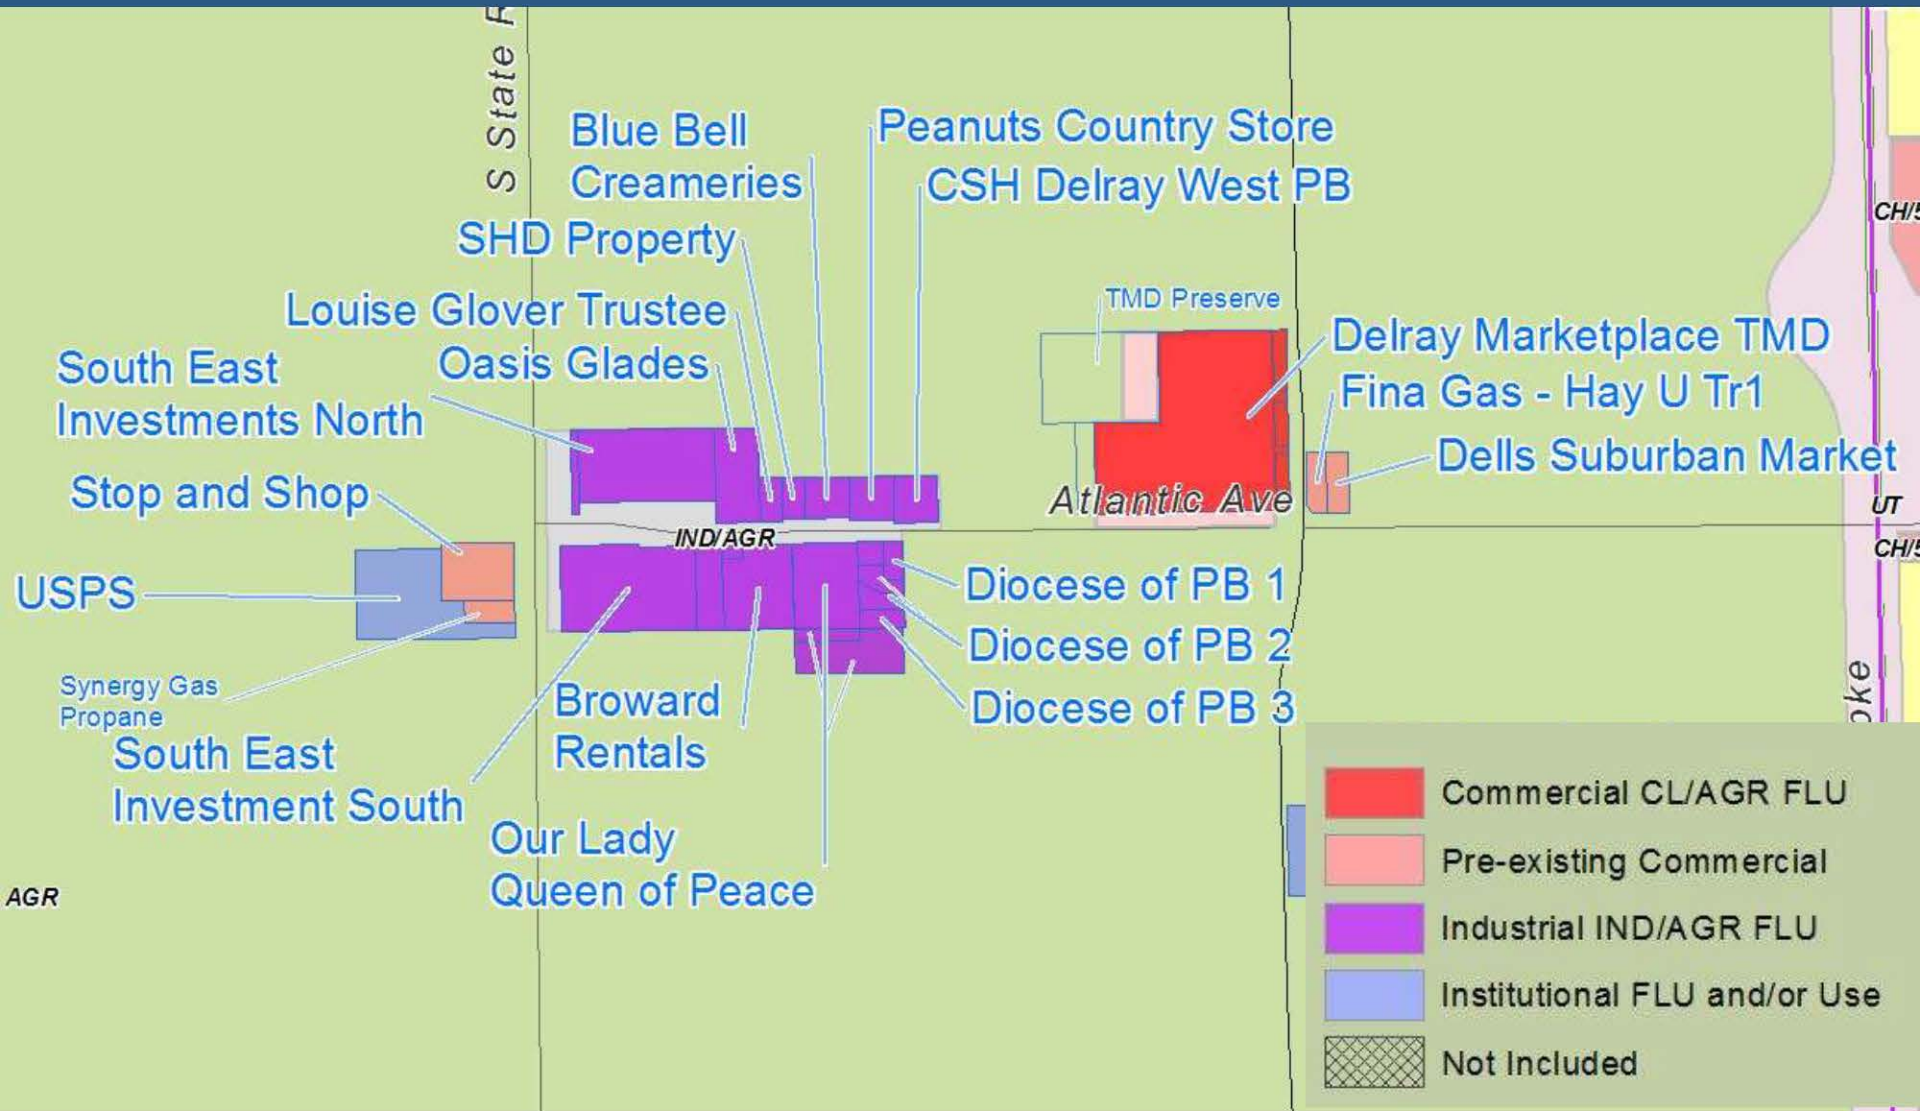 S State R
Blue Bell
Creameries
Peanuts Country Store
CSH Delray West PB
CH/5
SHD Property
TMD Preserve
Louise Glover Trustee
Delray Marketplace TMD
Oasis Glades
South East
Investments North
Fina Gas - Hay U Tr1
Dells Suburban Market
Stop and Shop
Atlantic Ave
UT
IND/AGR
CH/5
USPS
Diocese of PB 1
Diocese of PB 2
Synergy Gas
Propane
Broward
Rentals
Diocese of PB 3
oke
South East
Investment South
Our Lady
Queen of Peace
AGR
Commercial CL/AGR FLU
Pre-existing Commercial
Industrial IND/AGR FLU
Institutional FLU and/or Use
Not Included